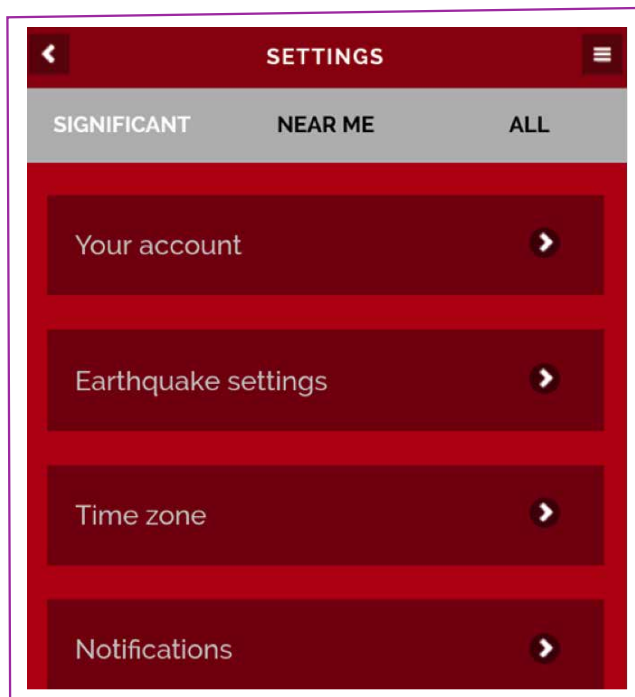 SETTINGS
SIGNIFICANT NEAR ME ALL
Your account
Earthquake settings
Time zone
Notifications